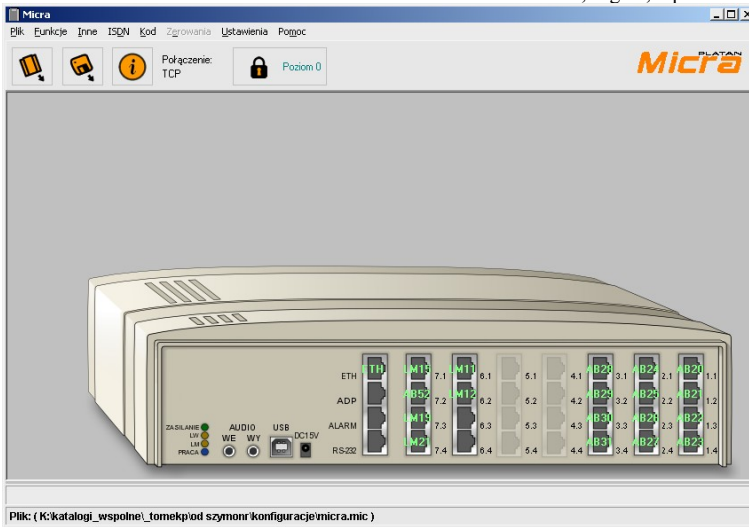 Micra
Plik Funkcje Inne ISDN Kod Zerowania Ustawienia Pomoc
Połączenie:
TCP
Poziom 0
PLATAN
Micra
ETH ETH LM15 7.1 LM11 6.1 5.1 4.1 AB28 3.1 AB24 2.1 AB20 1.1
ADP AB52 7.2 LM12 6.2 5.2 4.2 AB29 3.2 AB25 2.2 AB21 1.2
ZASILANIE AUDIO USB ALARM LM19 7.3 6.3 5.3 4.3 AB30 3.3 AB26 2.3 AB22 1.3
LW WE WY DC15V
LM
PRACA RS-232 LM21 7.4 6.4 5.4 4.4 AB31 3.4 AB27 2.4 AB23 1.4
Plik: ( K:\katalogi_wspolne\_tomekp\od szymonr\konfiguracje\micra.mic )